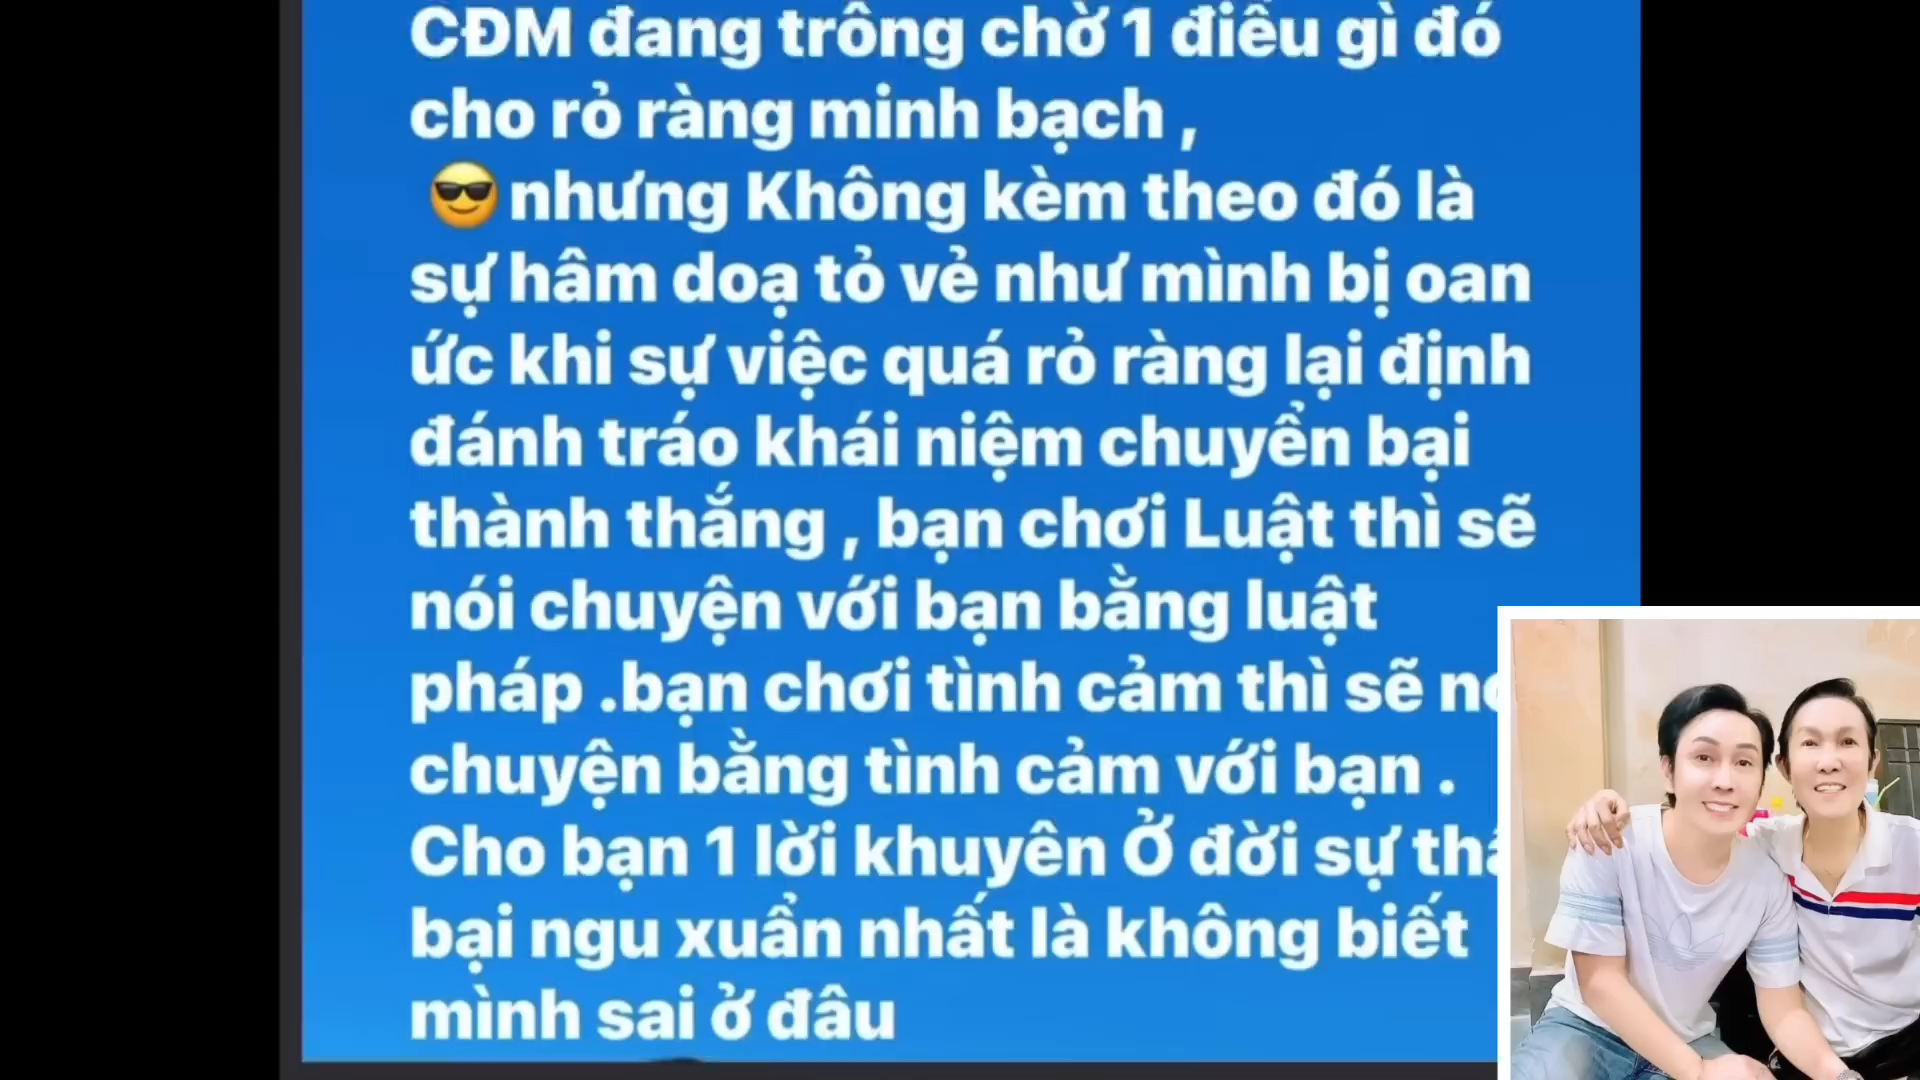 CĐM đang trông chờ 1 điều gì đó
cho rỏ ràng minh bạch ,
😎 nhưng Không kèm theo đó là
sự hâm doạ tỏ vẻ như mình bị oan
ức khi sự việc quá rỏ ràng lại định
đánh tráo khái niệm chuyển bại
thành thắng , bạn chơi Luật thì sẽ
nói chuyện với bạn bằng luật
pháp .bạn chơi tình cảm thì sẽ
chuyện bằng tình cảm với bạn .
Cho bạn 1 lời khuyên Ở đời sự
bại ngu xuẩn nhất là không biết
mình sai ở đâu